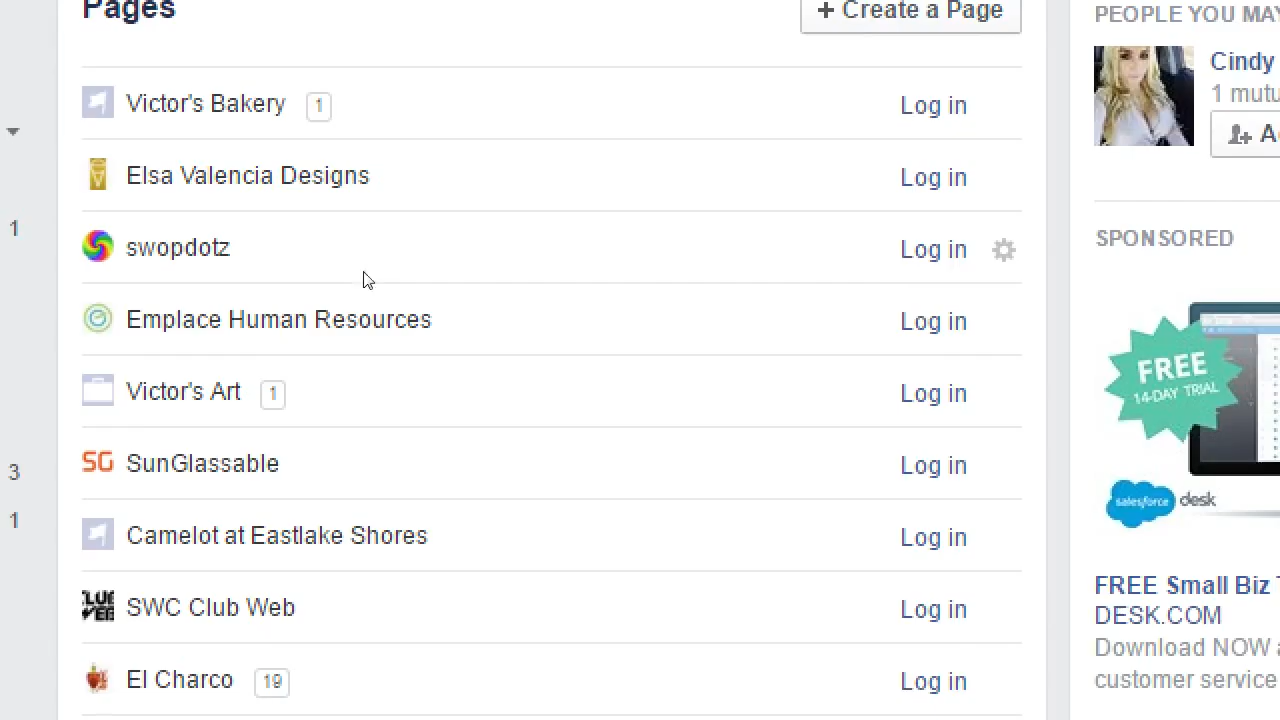 Pages
+ Create a Page
Victor's Bakery 1 Log in
Elsa Valencia Designs Log in
1
swopdotz Log in
Emplace Human Resources Log in
Victor's Art 1 Log in
3
SG SunGlassable Log in
1
Camelot at Eastlake Shores Log in
CLUB WEB SWC Club Web Log in
El Charco 19 Log in
PEOPLE YOU MAY
Cindy
1 mutu
A
SPONSORED
FREE
14-DAY TRIAL
salesforce desk
FREE Small Biz
DESK.COM
Download NOW a
customer service